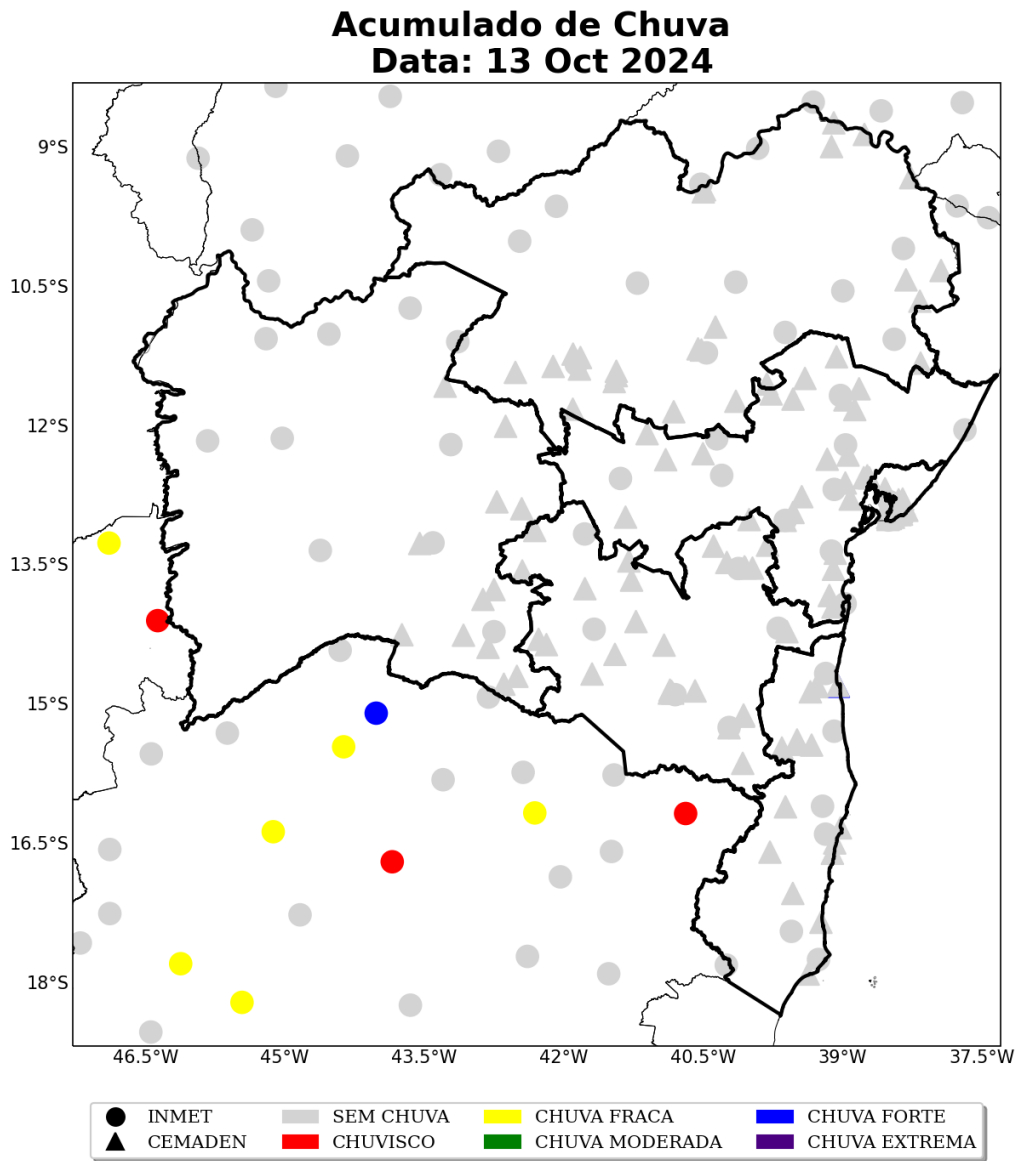 Acumulado de Chuva
Data: 13 Oct 2024
9°S
10.5°S
12°S
13.5°S
15°S
16.5°S
18°S
46.5°W 45°W 43.5°W 42°W 40.5°W 39°W 37.5°W
INMET SEM CHUVA CHUVA FRACA CHUVA FORTE
CEMADEN CHUVISCO CHUVA MODERADA CHUVA EXTREMA